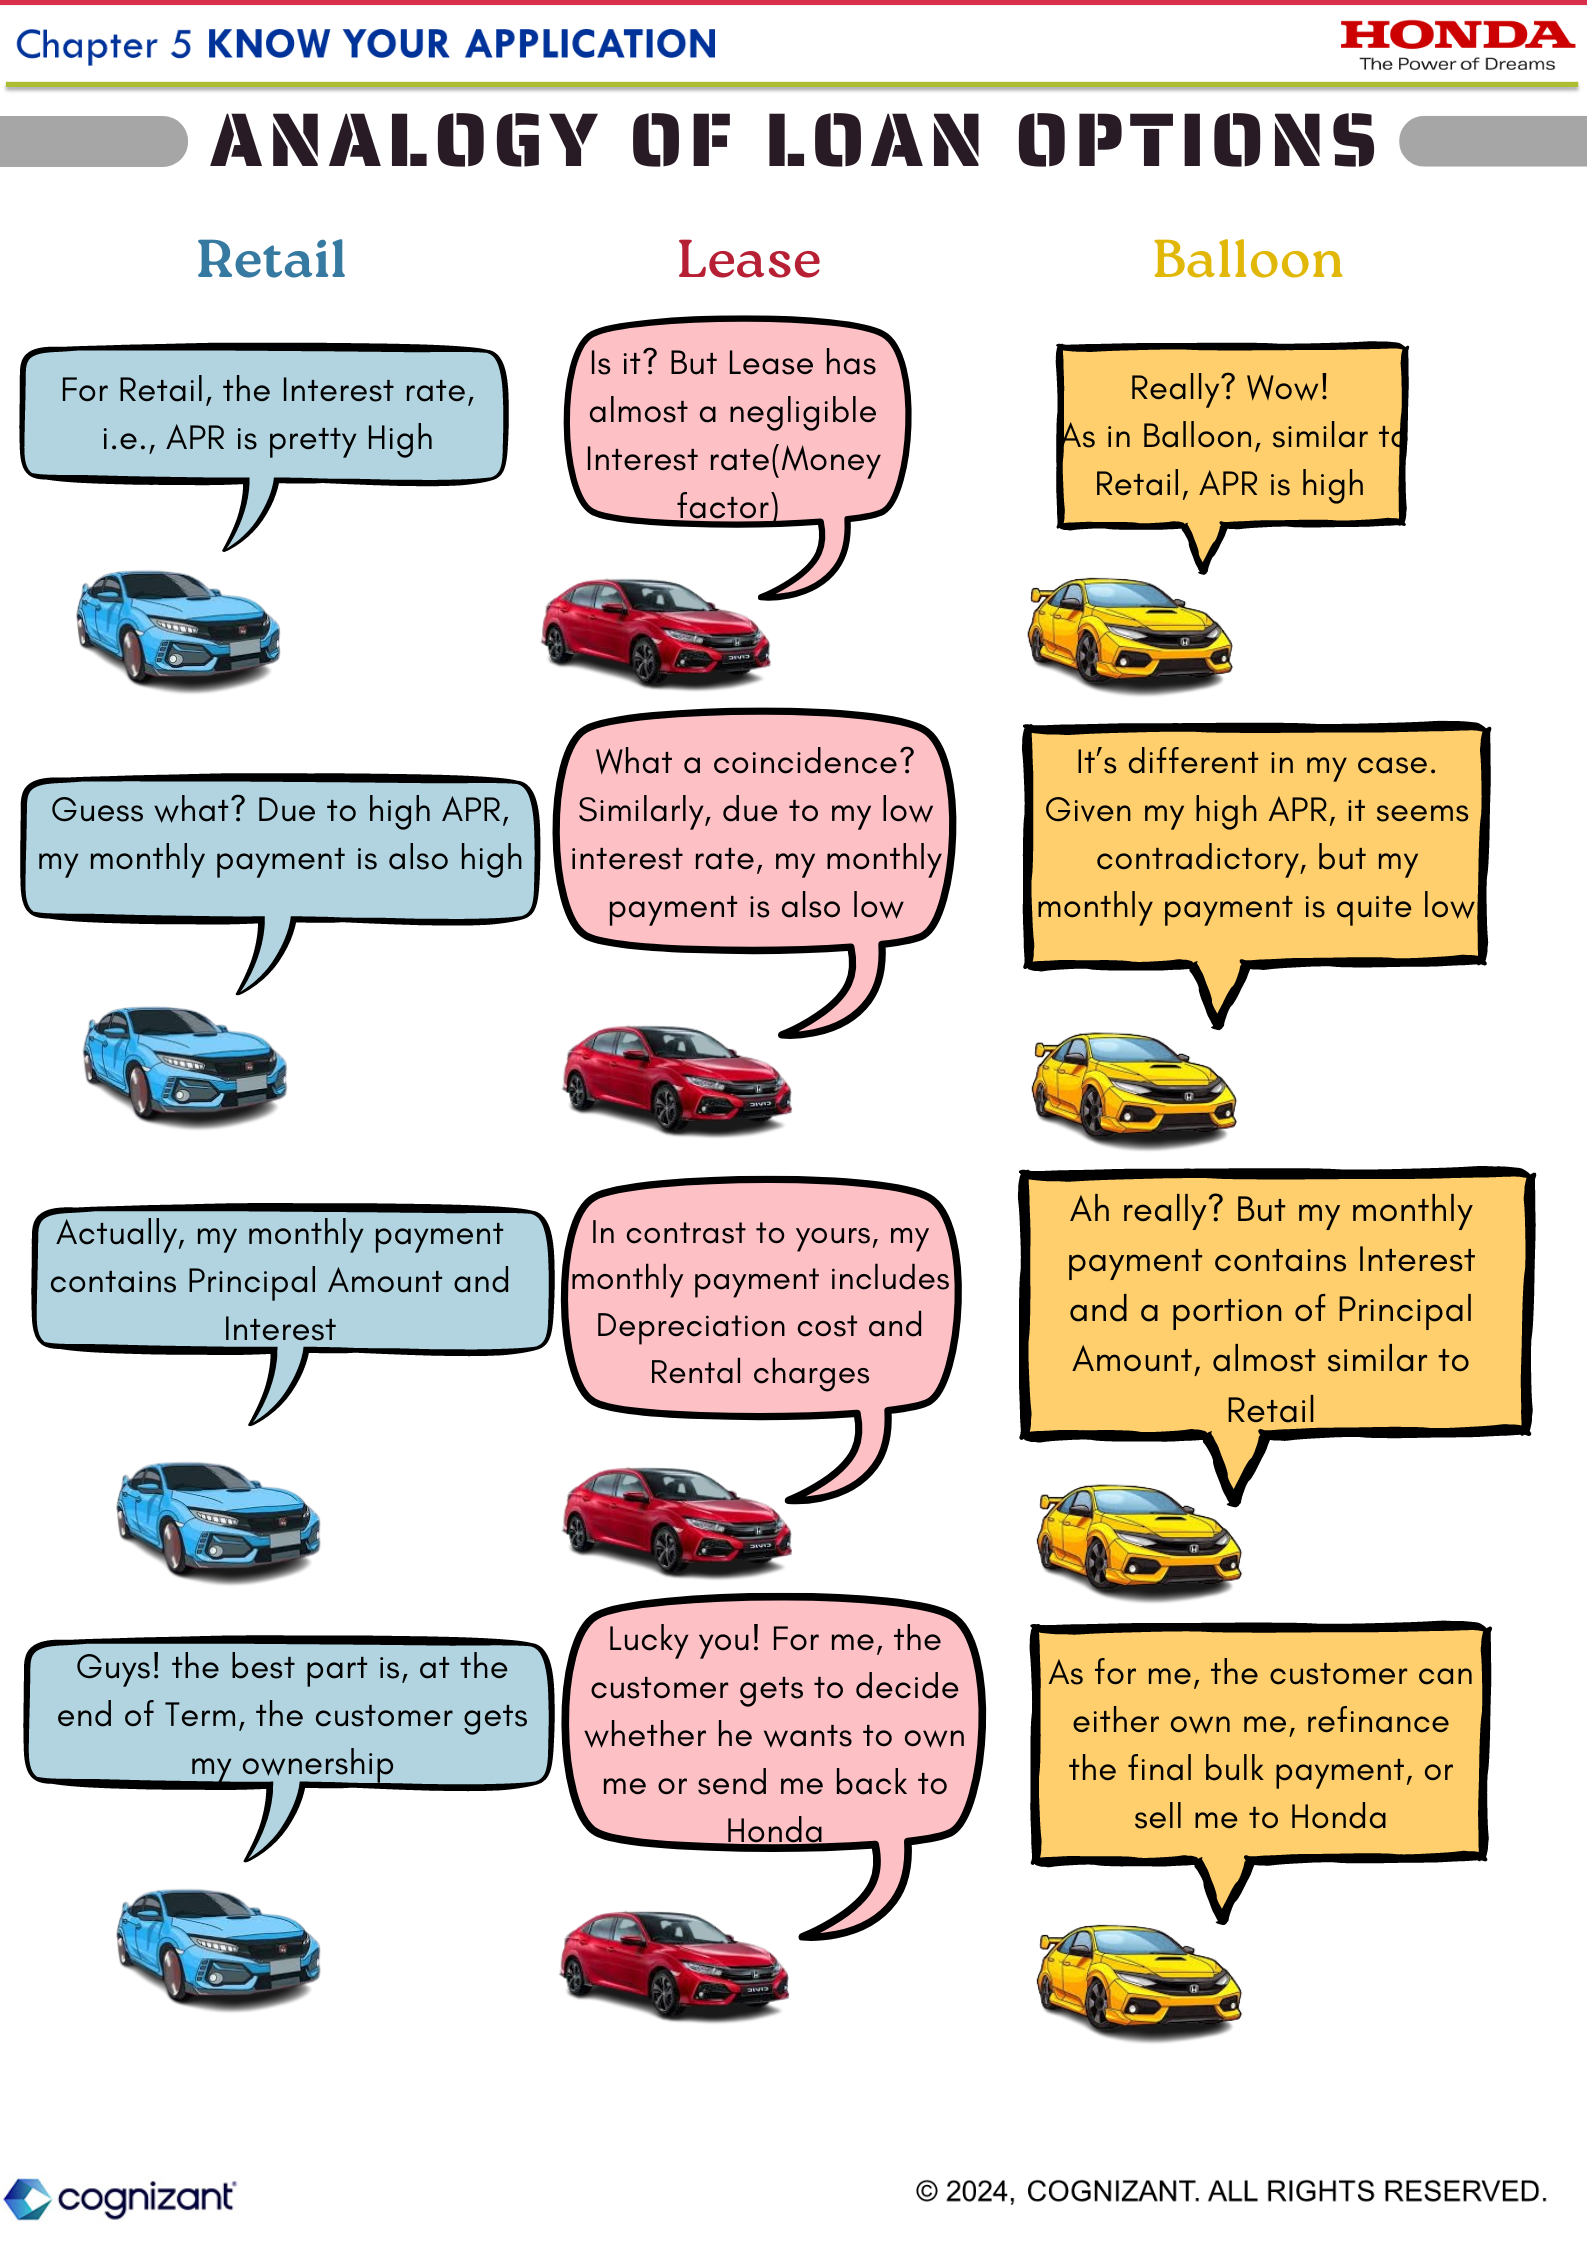 Chapter 5 KNOW YOUR APPLICATION
HONDA
The Power of Dreams
ANALOGY OF LOAN OPTIONS
Retail
Lease
Balloon
For Retail, the Interest rate,
i.e., APR is pretty High
Is it? But Lease has
almost a negligible
Interest rate(Money
factor)
Really? Wow!
As in Balloon, similar to
Retail, APR is high
Guess what? Due to high APR,
my monthly payment is also high
What a coincidence?
Similarly, due to my low
interest rate, my monthly
payment is also low
It's different in my case.
Given my high APR, it seems
contradictory, but my
monthly payment is quite low
Actually, my monthly payment
contains Principal Amount and
Interest
In contrast to yours, my
monthly payment includes
Depreciation cost and
Rental charges
Ah really? But my monthly
payment contains Interest
and a portion of Principal
Amount, almost similar to
Retail
Guys! the best part is, at the
end of Term, the customer gets
my ownership
Lucky you! For me, the
customer gets to decide
whether he wants to own
me or send me back to
Honda
As for me, the customer can
either own me, refinance
the final bulk payment, or
sell me to Honda
cognizant
© 2024, COGNIZANT. ALL RIGHTS RESERVED.